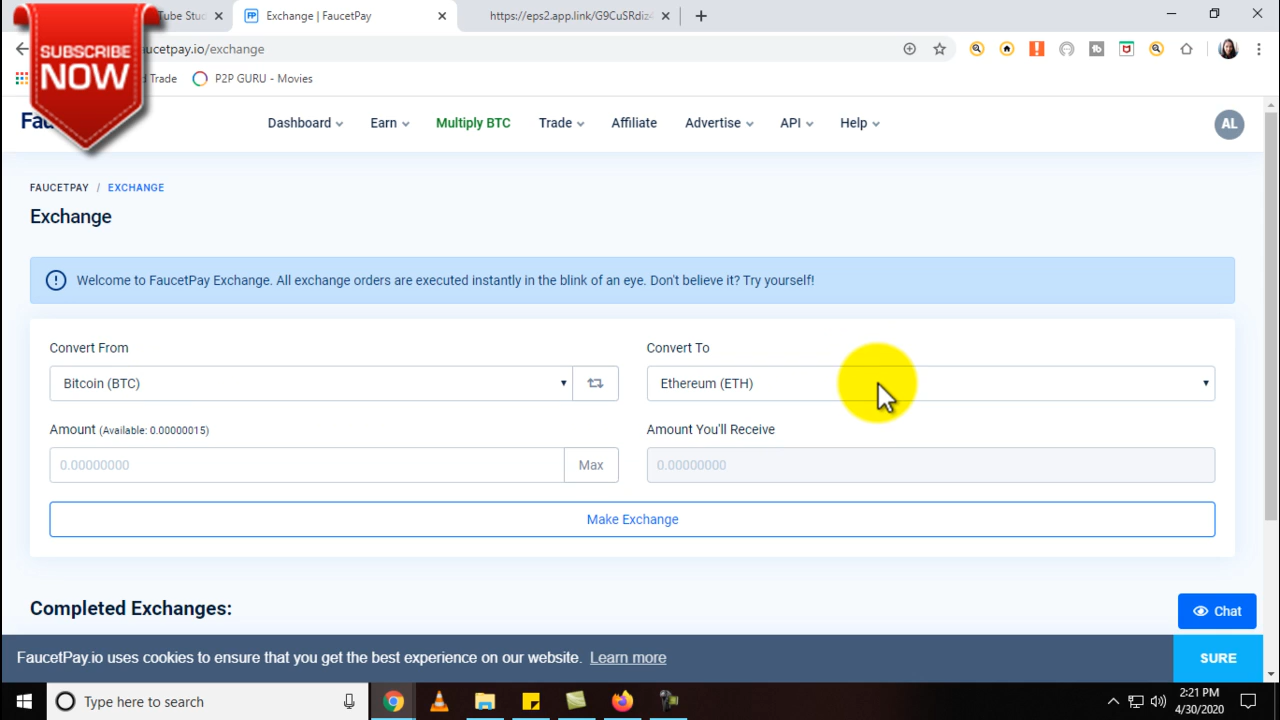 Tube Stud
Exchange | FaucetPay
https://eps2.app.link/G9CuSRdiz
SUBSCRIBE
NOW
ucetpay.io/exchange
d Trade
P2P GURU - Movies
Fau
Dashboard
Earn
Multiply BTC
Trade
Affiliate
Advertise
API
Help
AL
FAUCETPAY / EXCHANGE
Exchange
Welcome to FaucetPay Exchange. All exchange orders are executed instantly in the blink of an eye. Don't believe it? Try yourself!
Convert From
Convert To
Bitcoin (BTC)
Ethereum (ETH)
Amount (Available: 0.00000015)
Amount You'll Receive
0.00000000
Max
0.00000000
Make Exchange
Completed Exchanges:
Chat
FaucetPay.io uses cookies to ensure that you get the best experience on our website. Learn more
SURE
Type here to search
2:21 PM
4/30/2020